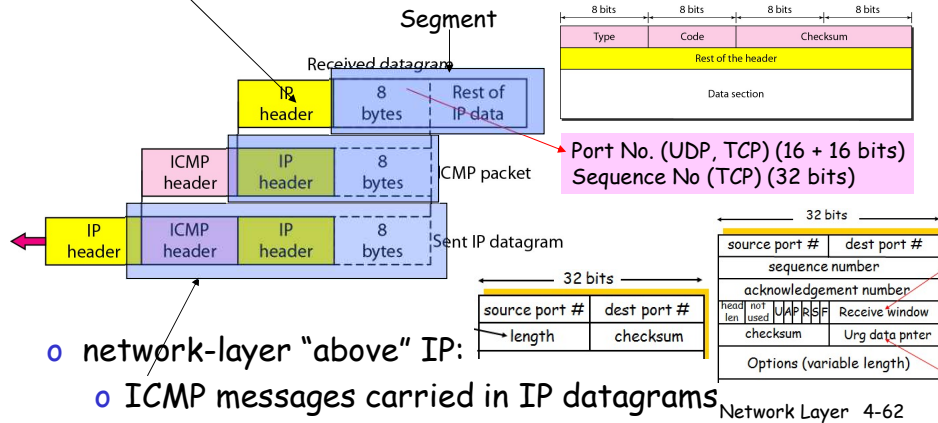 Segment
Received datagram
IP header
8 bytes
Rest of IP data
ICMP header
IP header
8 bytes
ICMP packet
IP header
ICMP header
IP header
8 bytes
Sent IP datagram
8 bits 8 bits 8 bits 8 bits
Type Code Checksum
Rest of the header
Data section
Port No. (UDP, TCP) (16 + 16 bits)
Sequence No (TCP) (32 bits)
32 bits
source port # dest port #
length checksum
32 bits
source port # dest port #
sequence number
acknowledgement number
head len not used U A P R S F Receive window
checksum Urg data pnter
Options (variable length)
o network-layer “above” IP:
o ICMP messages carried in IP datagrams
Network Layer 4-62